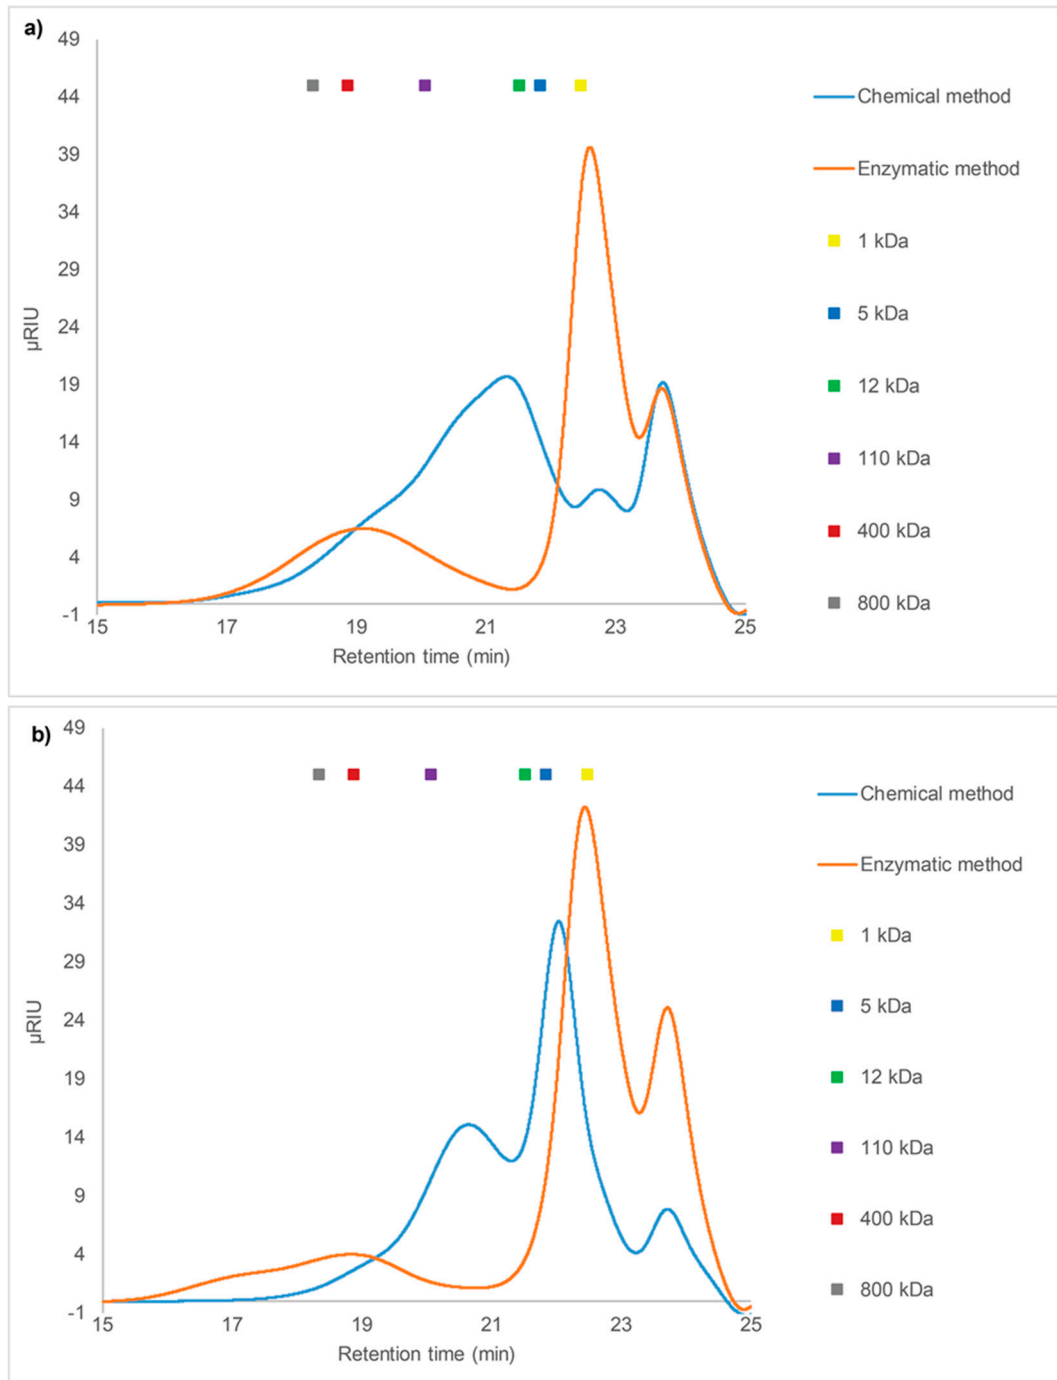 a)
49
44
39
34
29
24
19
14
9
4
-1
µRIU
15 17 19 21 23 25
Retention time (min)
Chemical method
Enzymatic method
1 kDa
5 kDa
12 kDa
110 kDa
400 kDa
800 kDa
b)
49
44
39
34
29
24
19
14
9
4
-1
µRIU
15 17 19 21 23 25
Retention time (min)
Chemical method
Enzymatic method
1 kDa
5 kDa
12 kDa
110 kDa
400 kDa
800 kDa